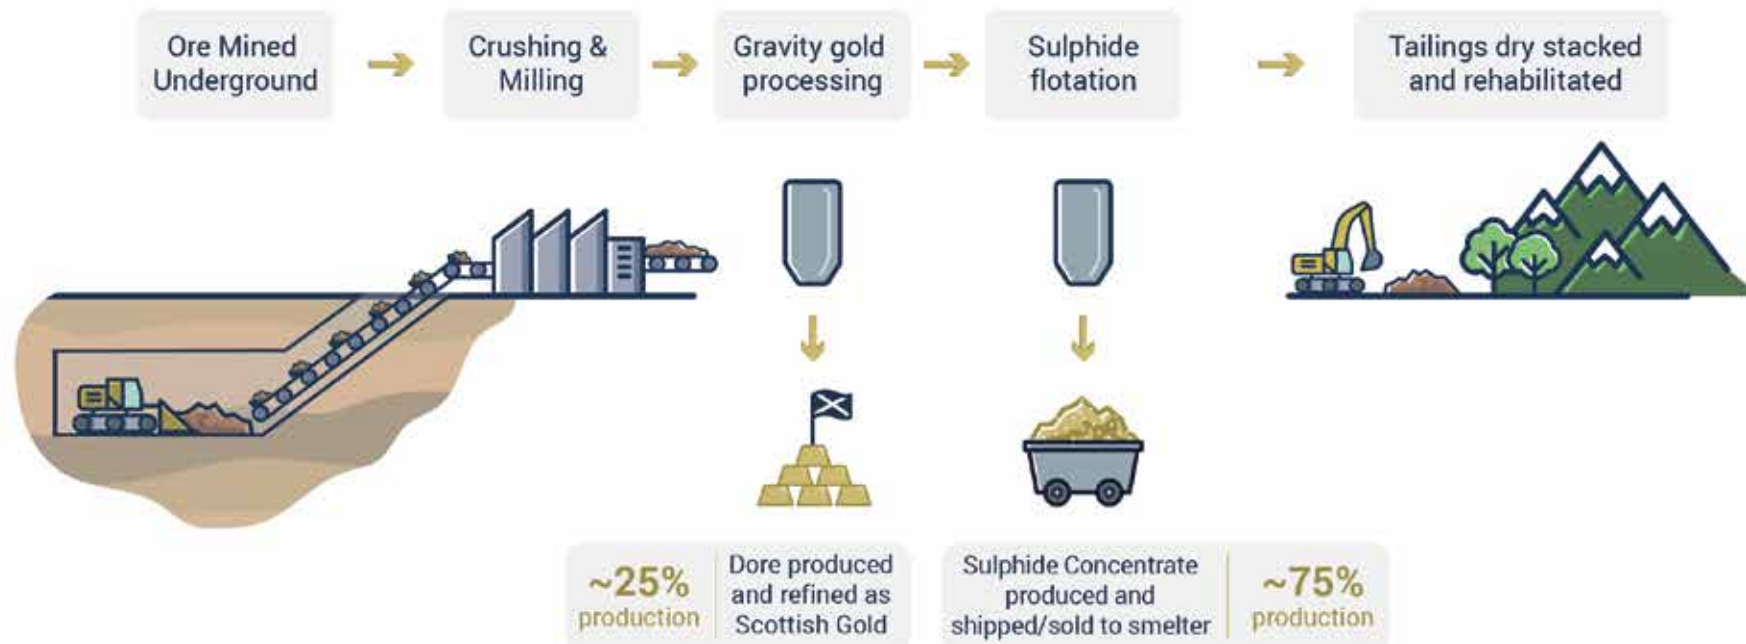 Ore Mined
Underground
Crushing &
Milling
Gravity gold
processing
Sulphide
flotation
Tailings dry stacked
and rehabilitated
~25%
production
Dore produced
and refined as
Scottish Gold
Sulphide Concentrate
produced and
shipped/sold to smelter
~75%
production